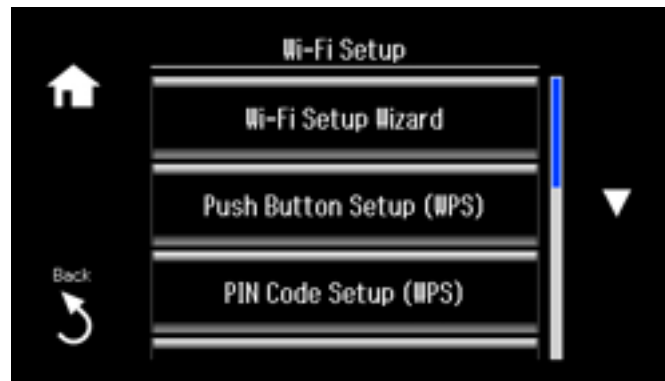 Wi-Fi Setup
Wi-Fi Setup Wizard
Push Button Setup (WPS)
Back
PIN Code Setup (WPS)